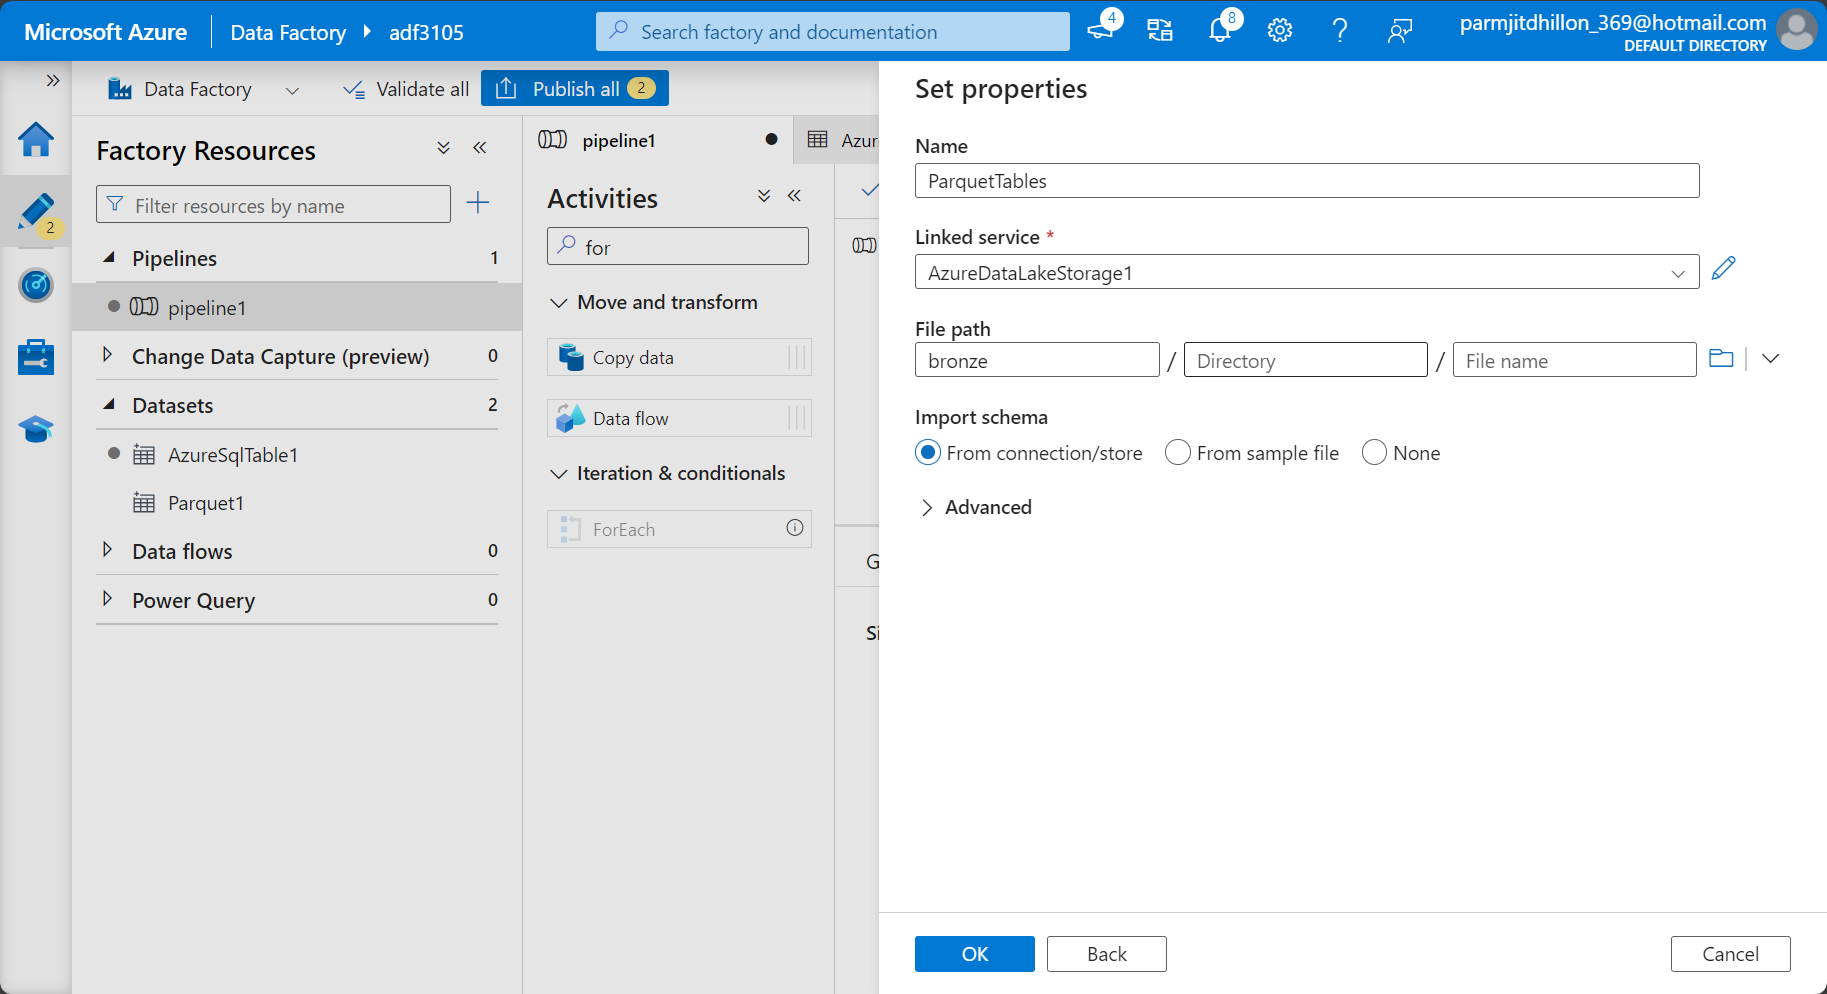 Microsoft Azure
Data Factory
adf3105
Search factory and documentation
4
8
parmjitdhillon_369@hotmail.com
DEFAULT DIRECTORY
Data Factory
Validate all
Publish all
2
Factory Resources
Filter resources by name
2
Pipelines
1
pipeline1
Change Data Capture (preview)
0
Datasets
2
AzureSqlTable1
Parquet1
Data flows
0
Power Query
0
pipeline1
Azur
Activities
for
Move and transform
Copy data
Data flow
Iteration & conditionals
ForEach
G
Si
Set properties
Name
ParquetTables
Linked service *
AzureDataLakeStorage1
File path
bronze / Directory / File name
Import schema
From connection/store
From sample file
None
Advanced
OK
Back
Cancel